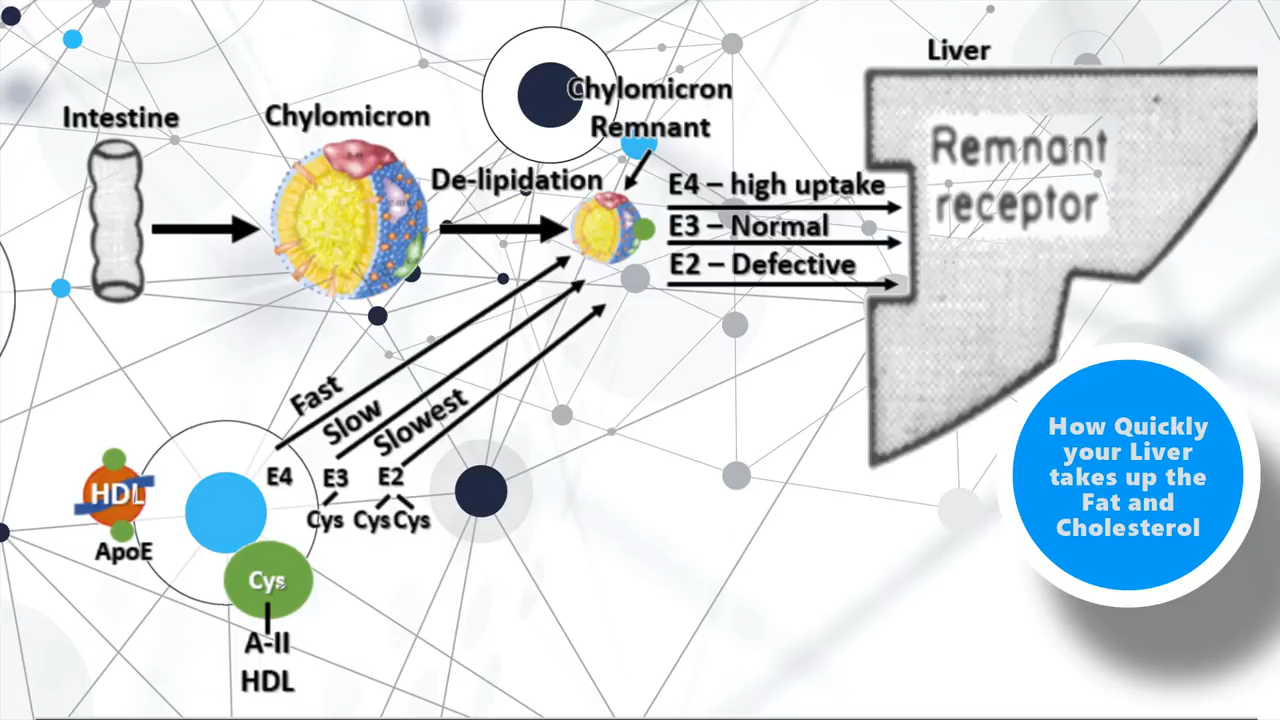 Liver
Intestine
Chylomicron
Chylomicron
Remnant
De-lipidation
Remnant
receptor
E4 – high uptake
E3 – Normal
E2 – Defective
Fast
Slow
Slowest
E4
E3
E2
Cys
Cys
Cys
HDL
ApoE
Cys
A-II
HDL
How Quickly
your Liver
takes up the
Fat and
Cholesterol